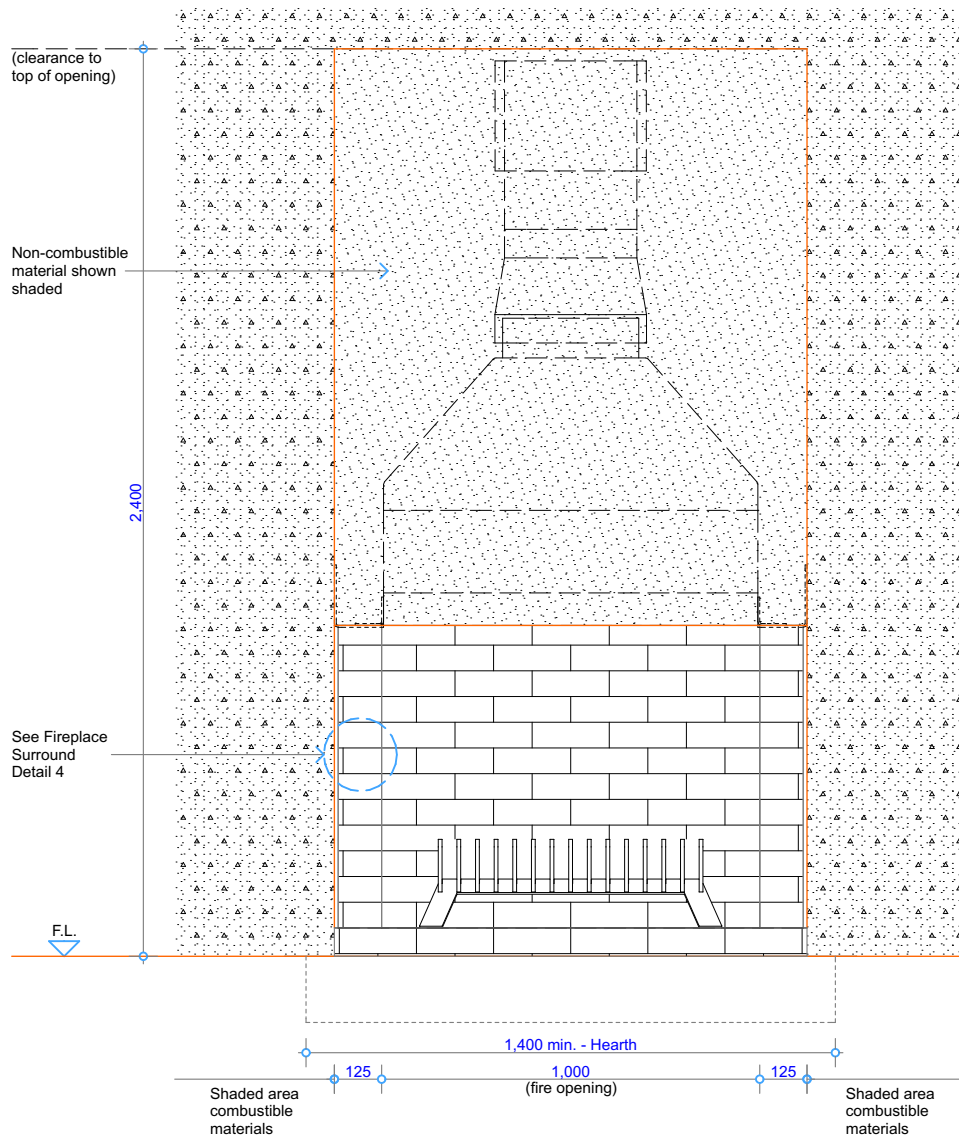 (clearance to
top of opening)
Non-combustible
material shown
shaded
2,400
See Fireplace
Surround
Detail 4
F.L.
1,400 min. - Hearth
125
1,000
125
(fire opening)
Shaded area
combustible
materials
Shaded area
combustible
materials